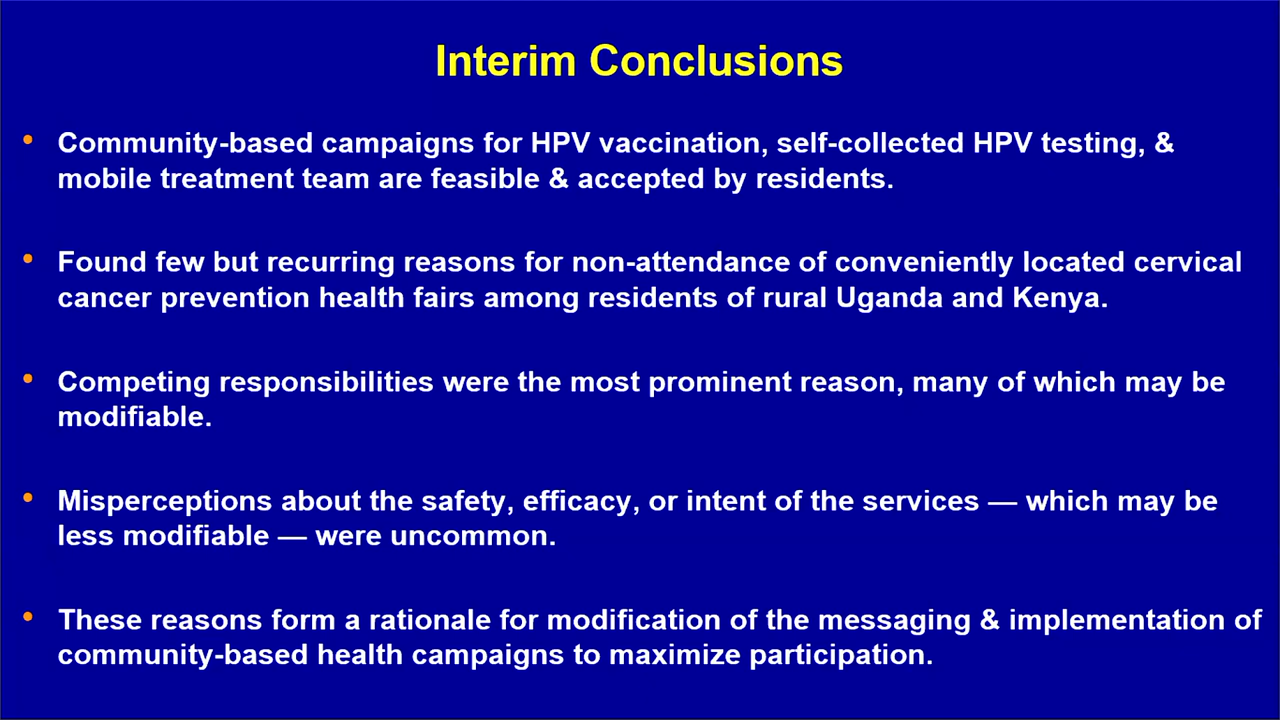 Interim Conclusions
• Community-based campaigns for HPV vaccination, self-collected HPV testing, &
mobile treatment team are feasible & accepted by residents.
• Found few but recurring reasons for non-attendance of conveniently located cervical
cancer prevention health fairs among residents of rural Uganda and Kenya.
• Competing responsibilities were the most prominent reason, many of which may be
modifiable.
• Misperceptions about the safety, efficacy, or intent of the services — which may be
less modifiable — were uncommon.
• These reasons form a rationale for modification of the messaging & implementation of
community-based health campaigns to maximize participation.